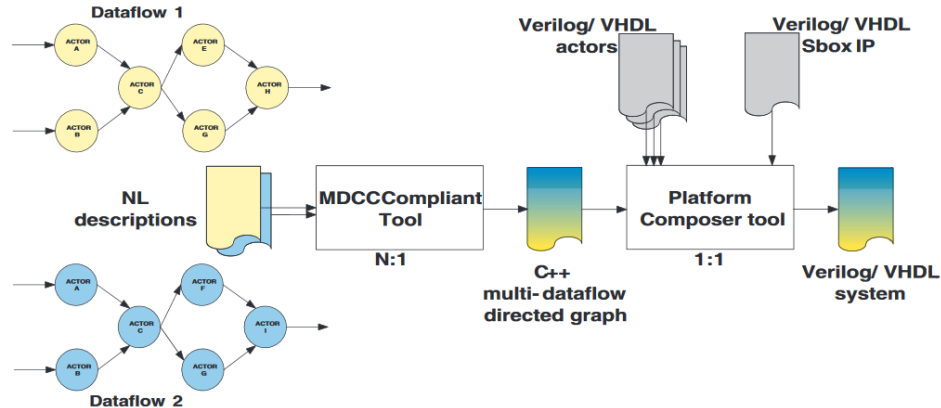 Dataflow 1
ACTOR
A
ACTOR
E
ACTOR
C
ACTOR
H
ACTOR
B
ACTOR
G
Verilog/ VHDL
actors
Verilog/ VHDL
Sbox IP
NL
descriptions
MDCCCompliant
Tool
N:1
C++
multi-dataflow
directed graph
Platform
Composer tool
1:1
Verilog/ VHDL
system
ACTOR
A
ACTOR
F
ACTOR
C
ACTOR
I
ACTOR
B
ACTOR
G
Dataflow 2